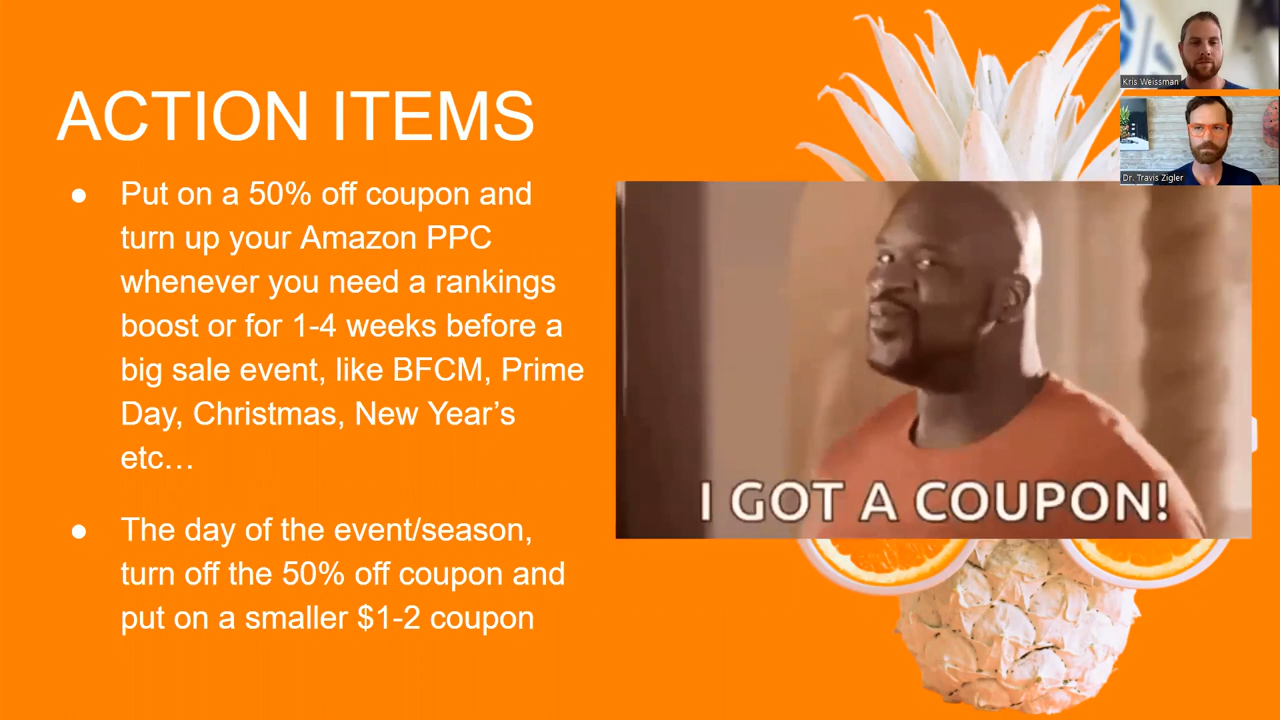 ACTION ITEMS
● Put on a 50% off coupon and
turn up your Amazon PPC
whenever you need a rankings
boost or for 1-4 weeks before a
big sale event, like BFCM, Prime
Day, Christmas, New Year’s
etc…
● The day of the event/season,
turn off the 50% off coupon and
put on a smaller $1-2 coupon
I GOT A COUPON!
Kris Weissman
Dr. Travis Zigler